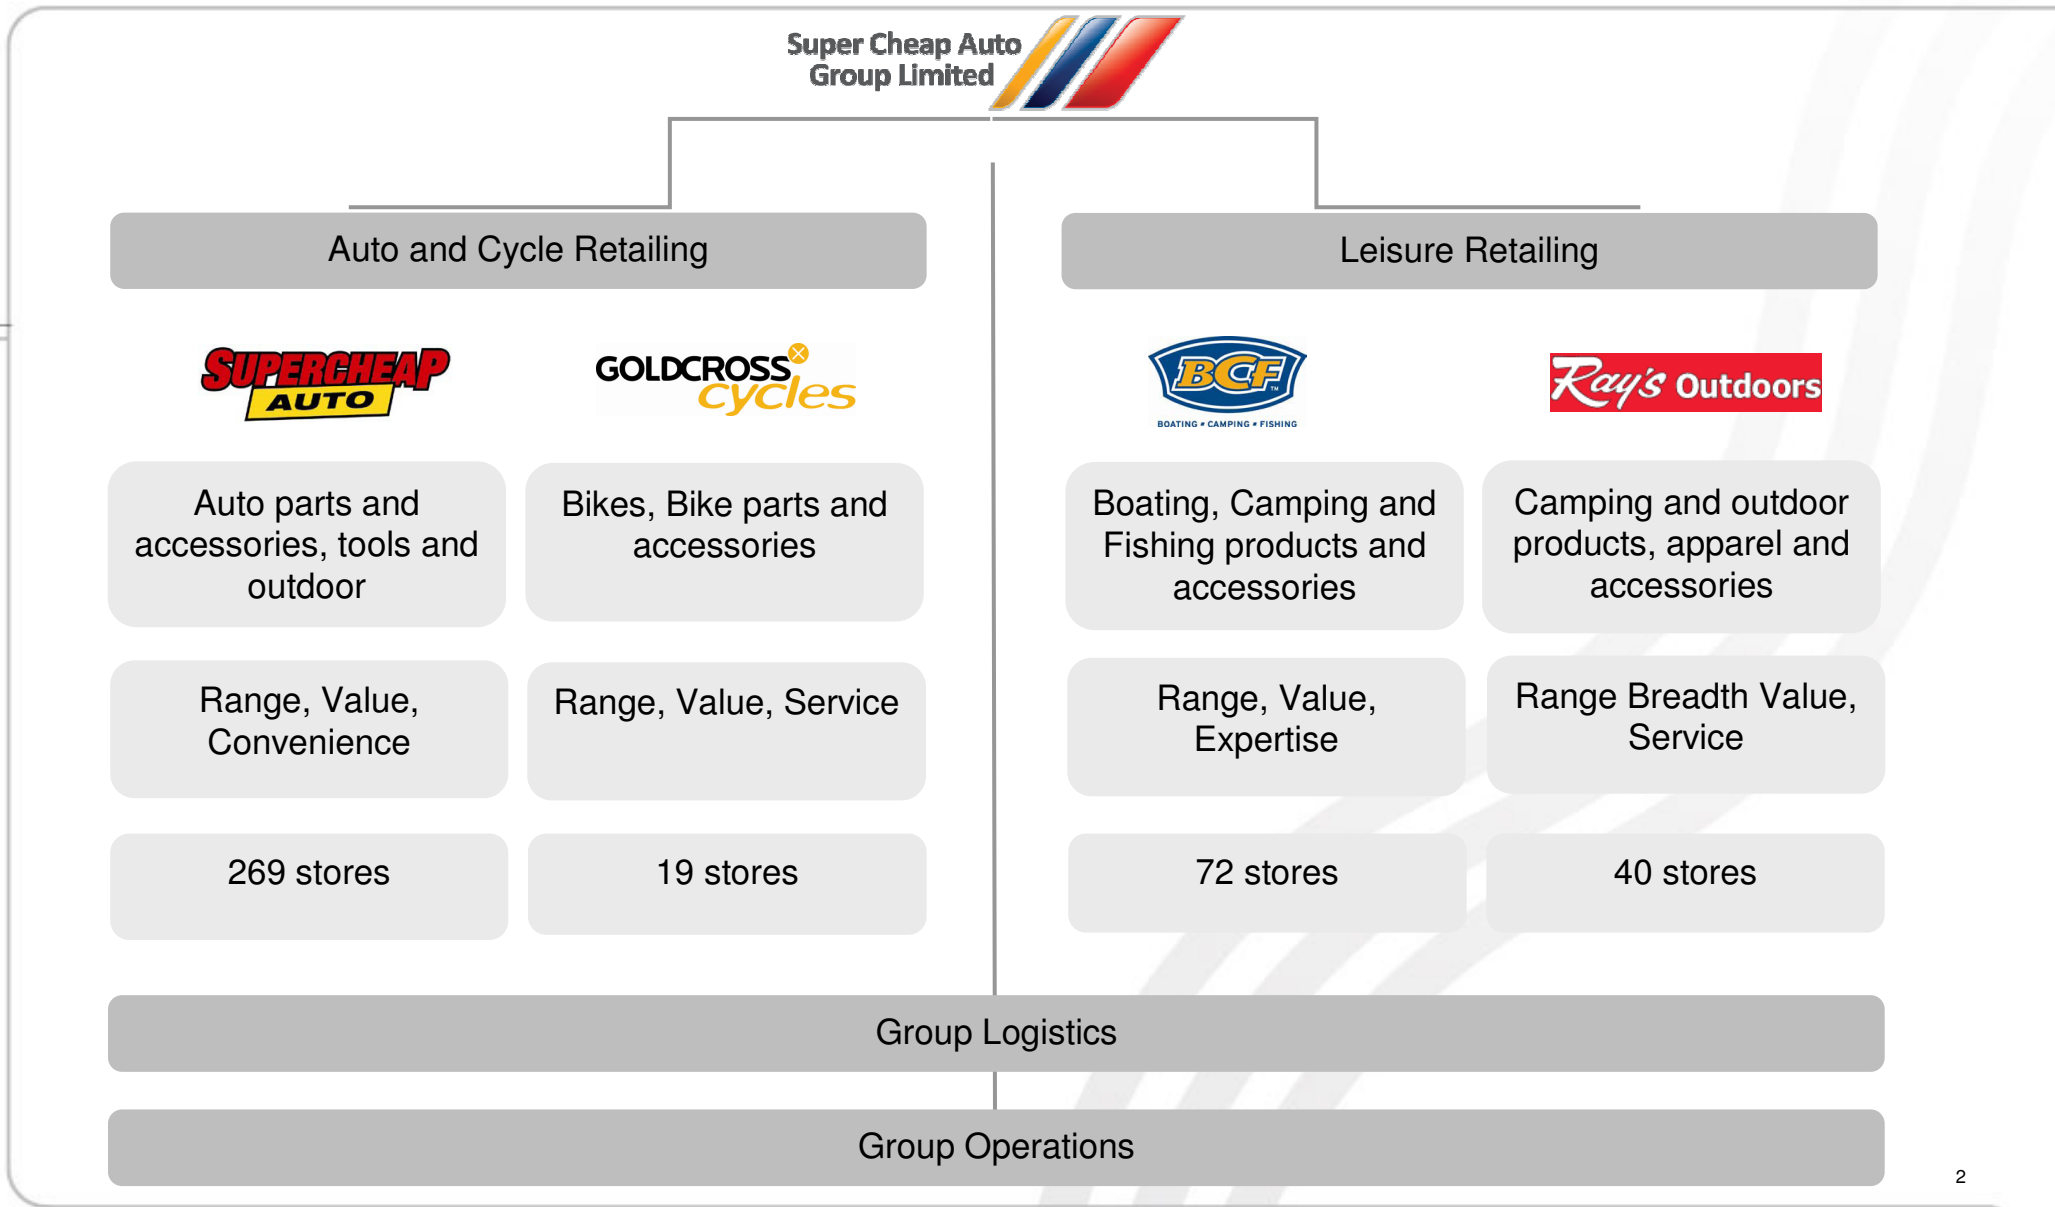 Super Cheap Auto
Group Limited
Auto and Cycle Retailing
Leisure Retailing
SUPERCHEAP
AUTO
GOLDCROSS
cycles
BCF
TM
BOATING CAMPING FISHING
Ray's Outdoors
Auto parts and
accessories, tools and
outdoor
Bikes, Bike parts and
accessories
Boating, Camping and
Fishing products and
accessories
Camping and outdoor
products, apparel and
accessories
Range, Value,
Convenience
Range, Value, Service
Range, Value,
Expertise
Range Breadth Value,
Service
269 stores
19 stores
72 stores
40 stores
Group Logistics
Group Operations
2